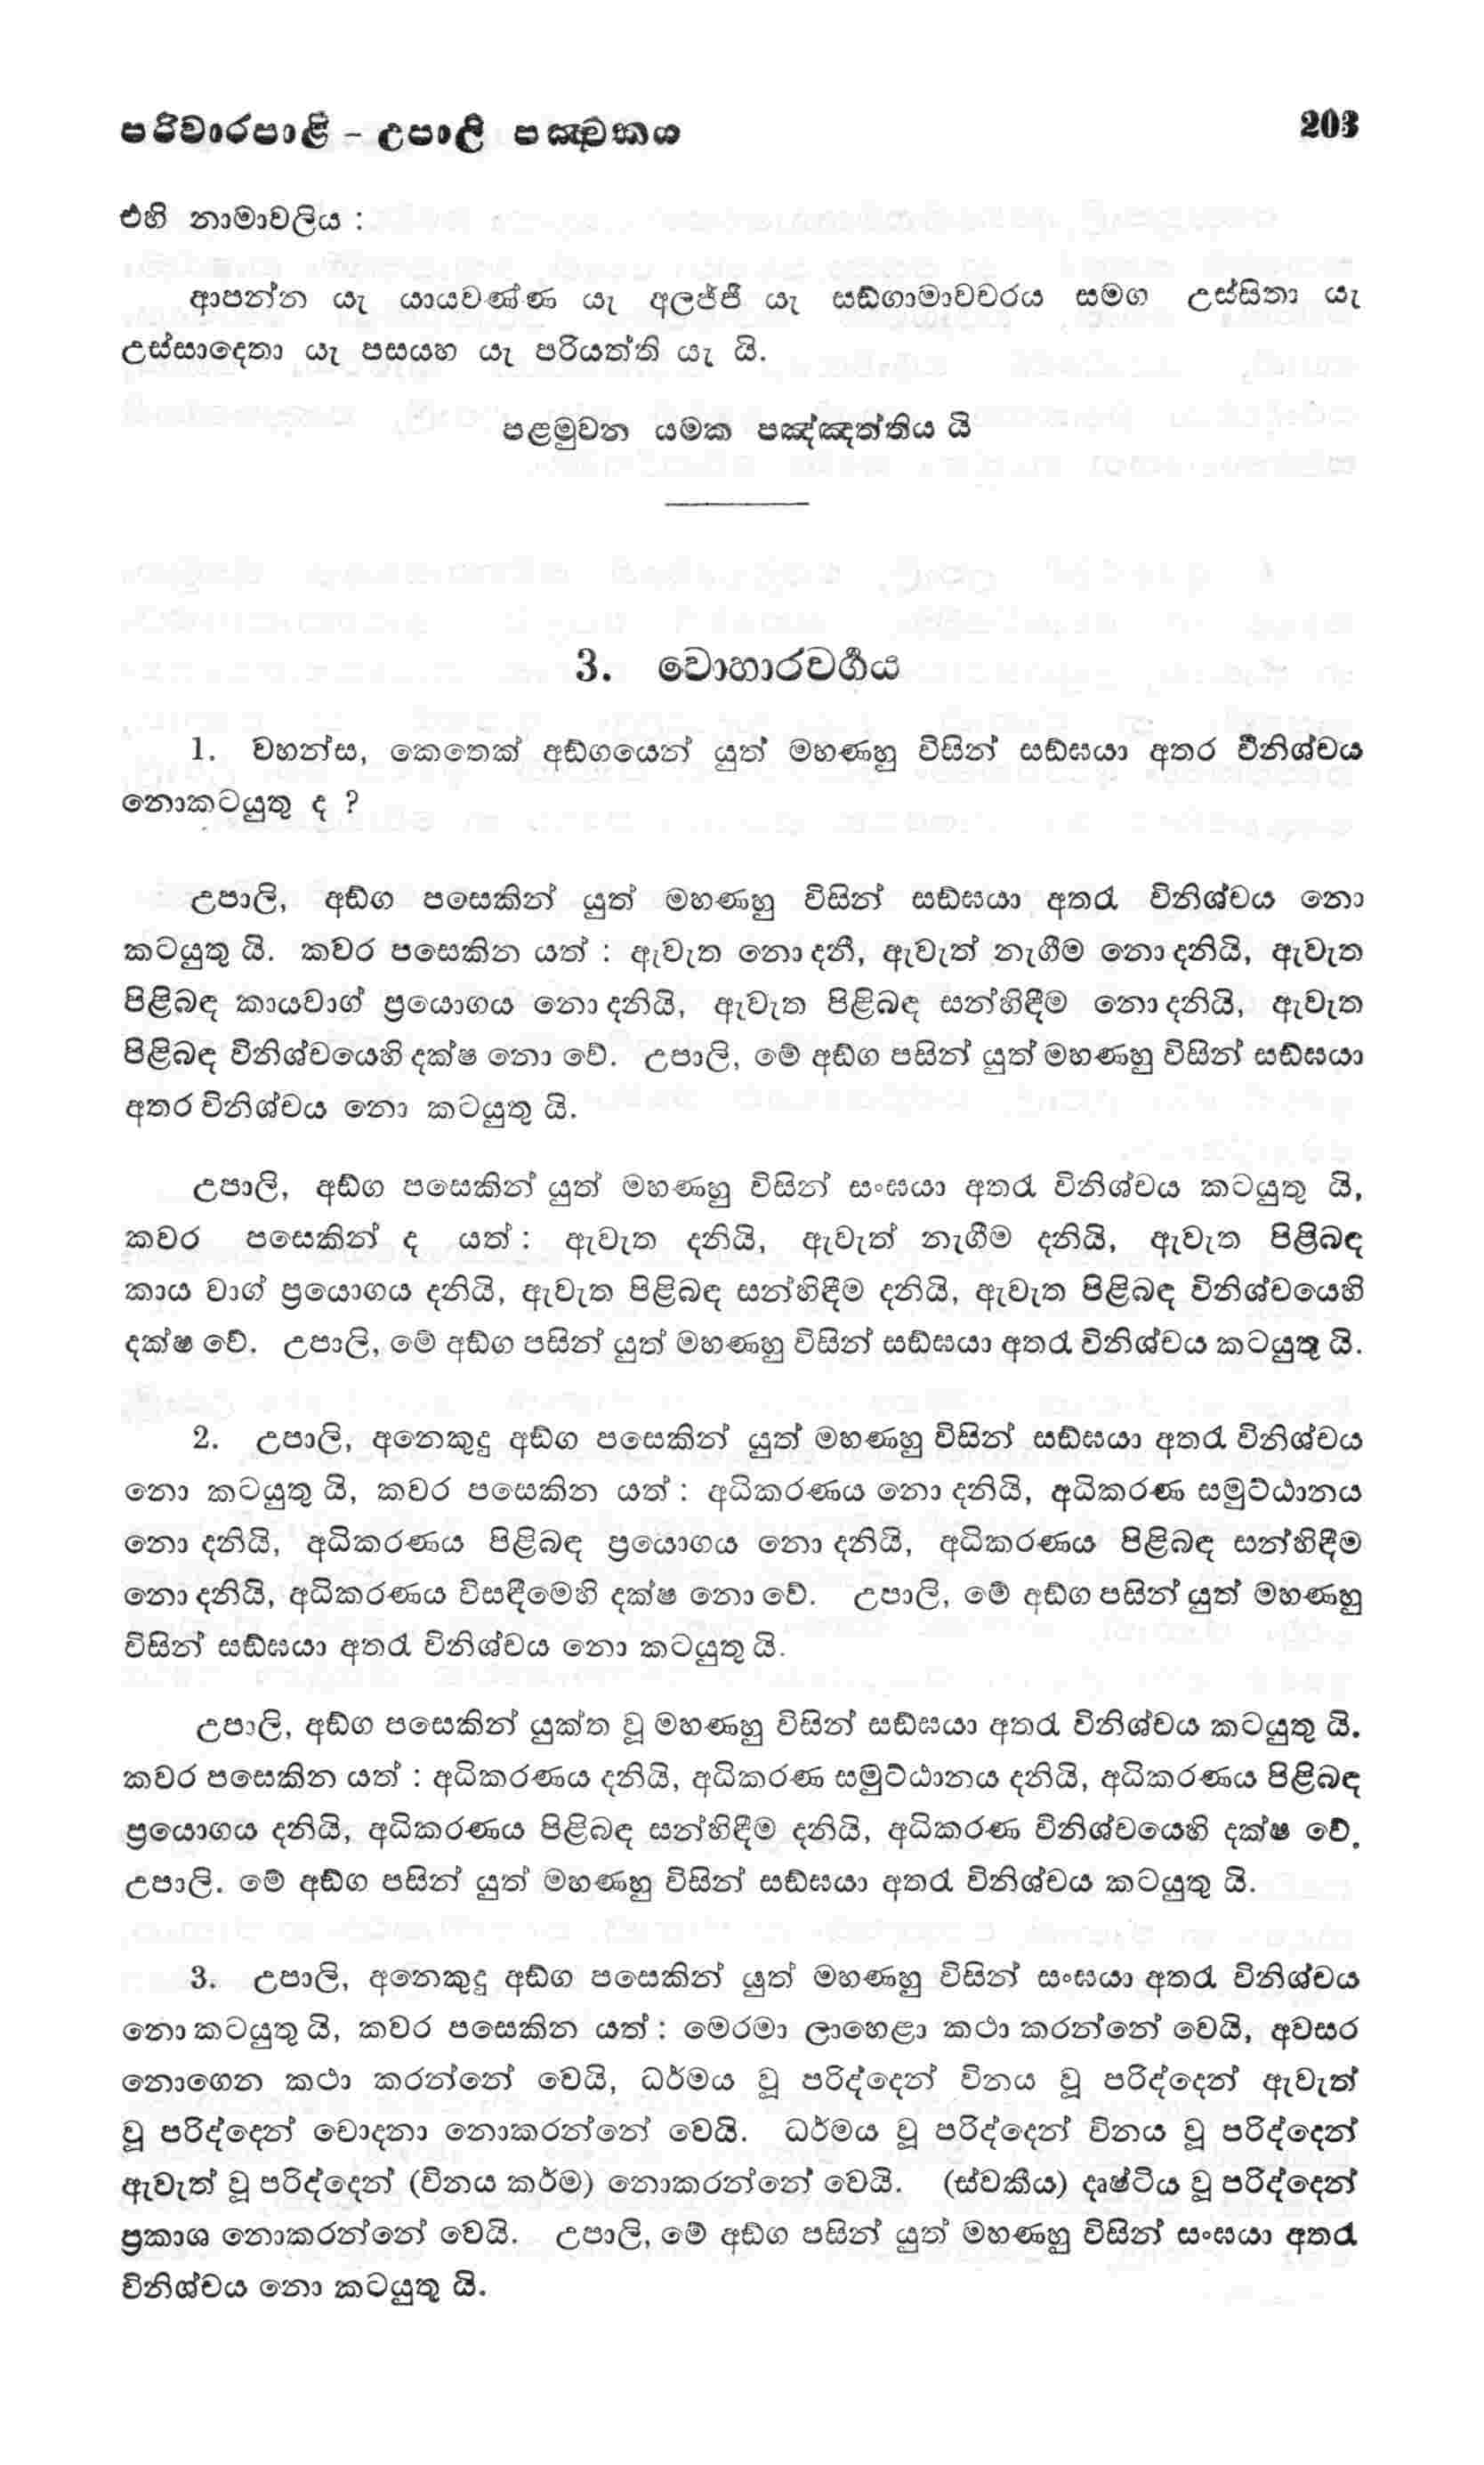 පරිවාරපාළි – උපාලි පඤ්චකය 203
එහි නාමාවලිය :
ආපන්න යැ යායවණ්ණ යැ අලජ්ජී යැ සඞ්ගාමාවචරය සමග උස්සිතා යැ
උස්සාදෙතා යැ පසයහ යැ පරියත්ති යැ යි.
පළමුවන යමක පඤ්ඤත්තිය යි
3. වොහාරවර්‍ගය
1. වහන්ස, කෙතෙක් අඞ්ගයෙන් යුත් මහණහු විසින් සඞ්ඝයා අතර විනිශ්චය
නොකටයුතු ද ?
උපාලි, අඞ්ග පසෙකින් යුත් මහණහු විසින් සඞ්ඝයා අතරැ විනිශ්චය නො
කටයුතු යි. කවර පසෙකින යත් : ඇවැත නො දනී, ඇවැත් නැගීම නො දනියි, ඇවැත
පිළිබඳ කායවාග් ප්‍රයොගය නො දනියි, ඇවැත පිළිබඳ සන්හිඳීම නො දනියි, ඇවැත
පිළිබඳ විනිශ්චයෙහි දක්ෂ නො වේ. උපාලි, මේ අඞ්ග පසින් යුත් මහණහු විසින් සඞ්ඝයා
අතර විනිශ්චය නො කටයුතු යි.
උපාලි, අඞ්ග පසෙකින් යුත් මහණහු විසින් සංඝයා අතරැ විනිශ්චය කටයුතු යි,
කවර පසෙකින් ද යත් : ඇවැත දනියි, ඇවැත් නැගීම දනියි, ඇවැත පිළිබඳ
කාය වාග් ප්‍රයොගය දනියි, ඇවැත පිළිබඳ සන්හිඳීම දනියි, ඇවැත පිළිබඳ විනිශ්චයෙහි
දක්ෂ වේ. උපාලි, මේ අඞ්ග පසින් යුත් මහණහු විසින් සඞ්ඝයා අතරැ විනිශ්චය කටයුතු යි.
2. උපාලි, අනෙකුදු අඞ්ග පසෙකින් යුත් මහණහු විසින් සඞ්ඝයා අතරැ විනිශ්චය
නො කටයුතු යි, කවර පසෙකින යත් : අධිකරණය නො දනියි, අධිකරණ සමුට්ඨානය
නො දනියි, අධිකරණය පිළිබඳ ප්‍රයොගය නො දනියි, අධිකරණය පිළිබඳ සන්හිඳීම
නො දනියි, අධිකරණය විසඳීමෙහි දක්ෂ නො වේ. උපාලි, මේ අඞ්ග පසින් යුත් මහණහු
විසින් සඞ්ඝයා අතරැ විනිශ්චය නො කටයුතු යි.
උපාලි, අඞ්ග පසෙකින් යුක්ත වූ මහණහු විසින් සඞ්ඝයා අතරැ විනිශ්චය කටයුතු යි.
කවර පසෙකින යත් : අධිකරණය දනියි, අධිකරණ සමුට්ඨානය දනියි, අධිකරණය පිළිබඳ
ප්‍රයොගය දනියි, අධිකරණය පිළිබඳ සන්හිඳීම දනියි, අධිකරණ විනිශ්චයෙහි දක්ෂ වේ.
උපාලි. මේ අඞ්ග පසින් යුත් මහණහු විසින් සඞ්ඝයා අතරැ විනිශ්චය කටයුතු යි.
3. උපාලි, අනෙකුදු අඞ්ග පසෙකින් යුත් මහණහු විසින් සංඝයා අතරැ විනිශ්චය
නො කටයුතු යි, කවර පසෙකින යත් : මෙරමා ලාහෙළා කථා කරන්නේ වෙයි, අවසර
නොගෙන කථා කරන්නේ වෙයි, ධර්මය වූ පරිද්දෙන් විනය වූ පරිද්දෙන් ඇවැත්
වූ පරිද්දෙන් චොදනා නොකරන්නේ වෙයි. ධර්මය වූ පරිද්දෙන් විනය වූ පරිද්දෙන්
ඇවැත් වූ පරිද්දෙන් (විනය කර්ම) නොකරන්නේ වෙයි. (ස්වකීය) දෘෂ්ටිය වූ පරිද්දෙන්
ප්‍රකාශ නොකරන්නේ වෙයි. උපාලි, මේ අඞ්ග පසින් යුත් මහණහු විසින් සංඝයා අතරැ
විනිශ්චය නො කටයුතු යි.